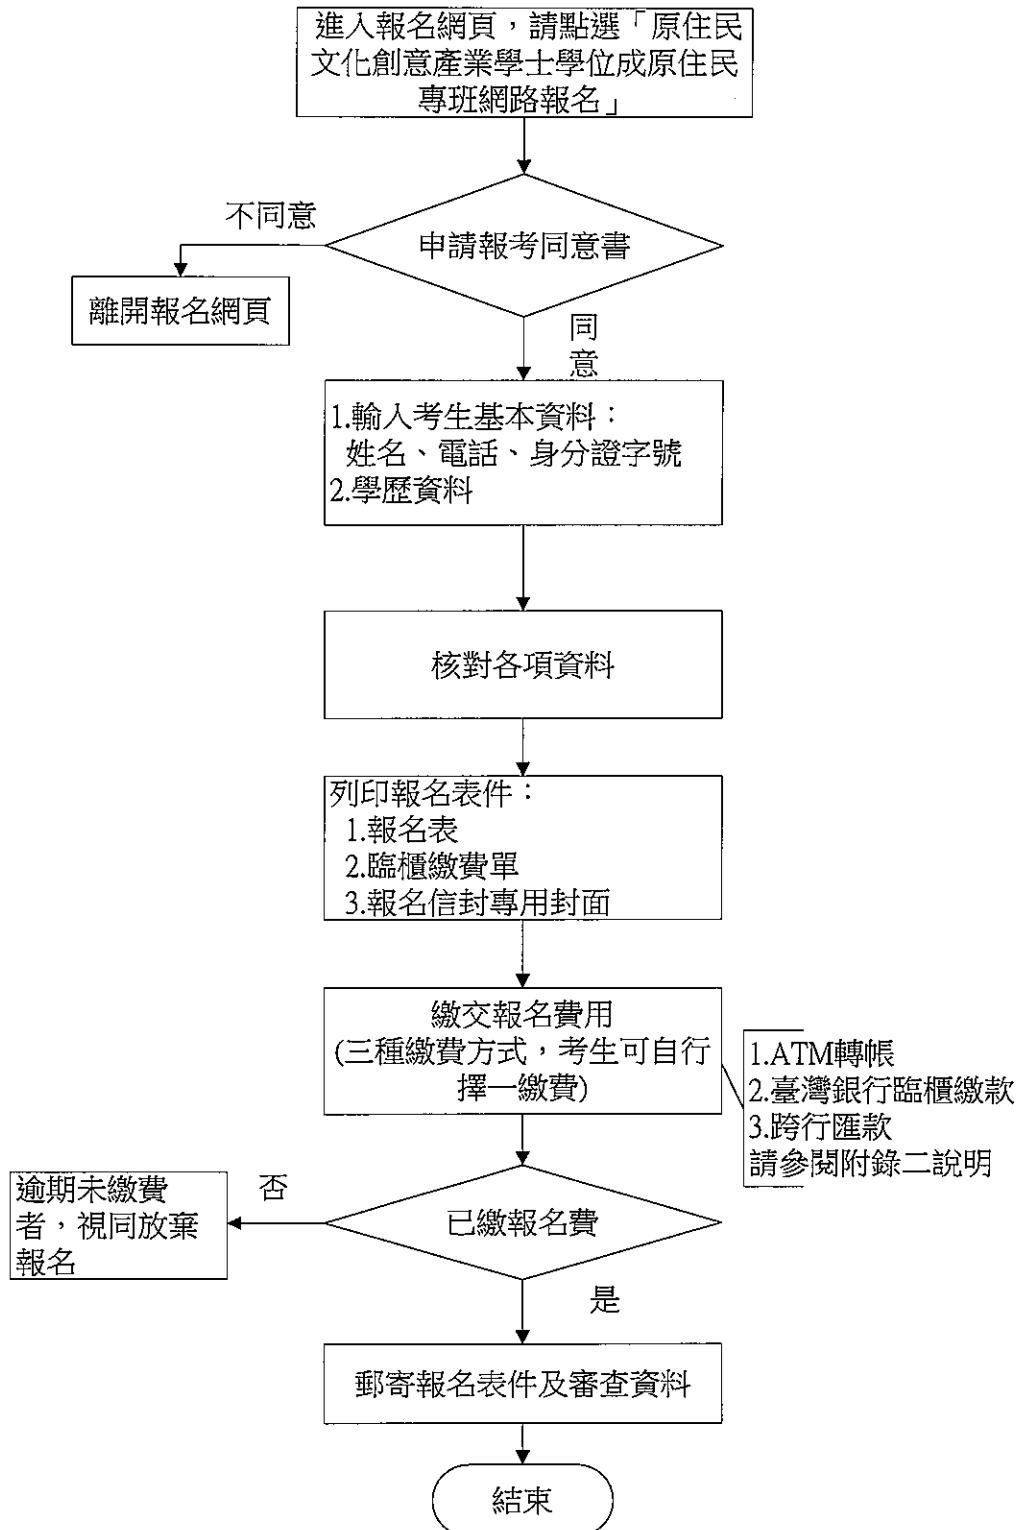 進入報名網頁，請點選「原住民
文化創意產業學士學位成原住民
專班網路報名」
不同意
申請報考同意書
離開報名網頁
同
意
1.輸入考生基本資料：
姓名、電話、身分證字號
2.學歷資料
核對各項資料
列印報名表件：
1.報名表
2.臨櫃繳費單
3.報名信封專用封面
繳交報名費用
(三種繳費方式，考生可自行
擇一繳費)
1.ATM轉帳
2.臺灣銀行臨櫃繳款
3.跨行匯款
請參閱附錄二說明
逾期未繳費
者，視同放棄
報名
否
已繳報名費
是
郵寄報名表件及審查資料
結束